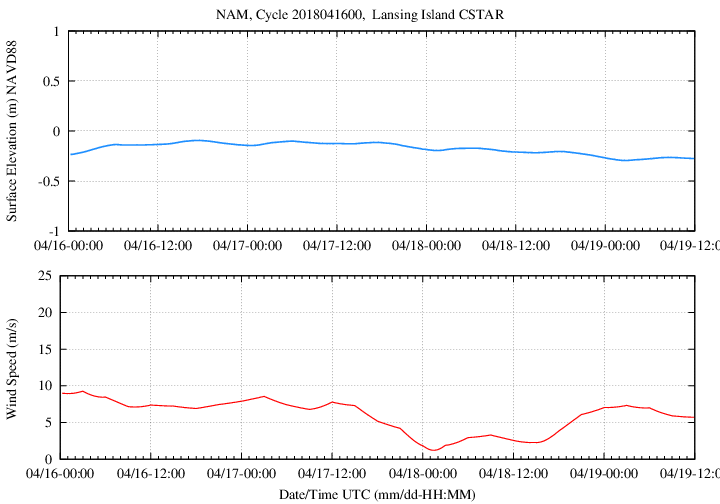 NAM, Cycle 2018041600,  Lansing Island CSTAR
Surface Elevation (m) NAVD88
1
0.5
0
-0.5
-1
04/16-00:00 04/16-12:00 04/17-00:00 04/17-12:00 04/18-00:00 04/18-12:00 04/19-00:00 04/19-12:0
Wind Speed (m/s)
25
20
15
10
5
0
04/16-00:00 04/16-12:00 04/17-00:00 04/17-12:00 04/18-00:00 04/18-12:00 04/19-00:00 04/19-12:0
Date/Time UTC (mm/dd-HH:MM)